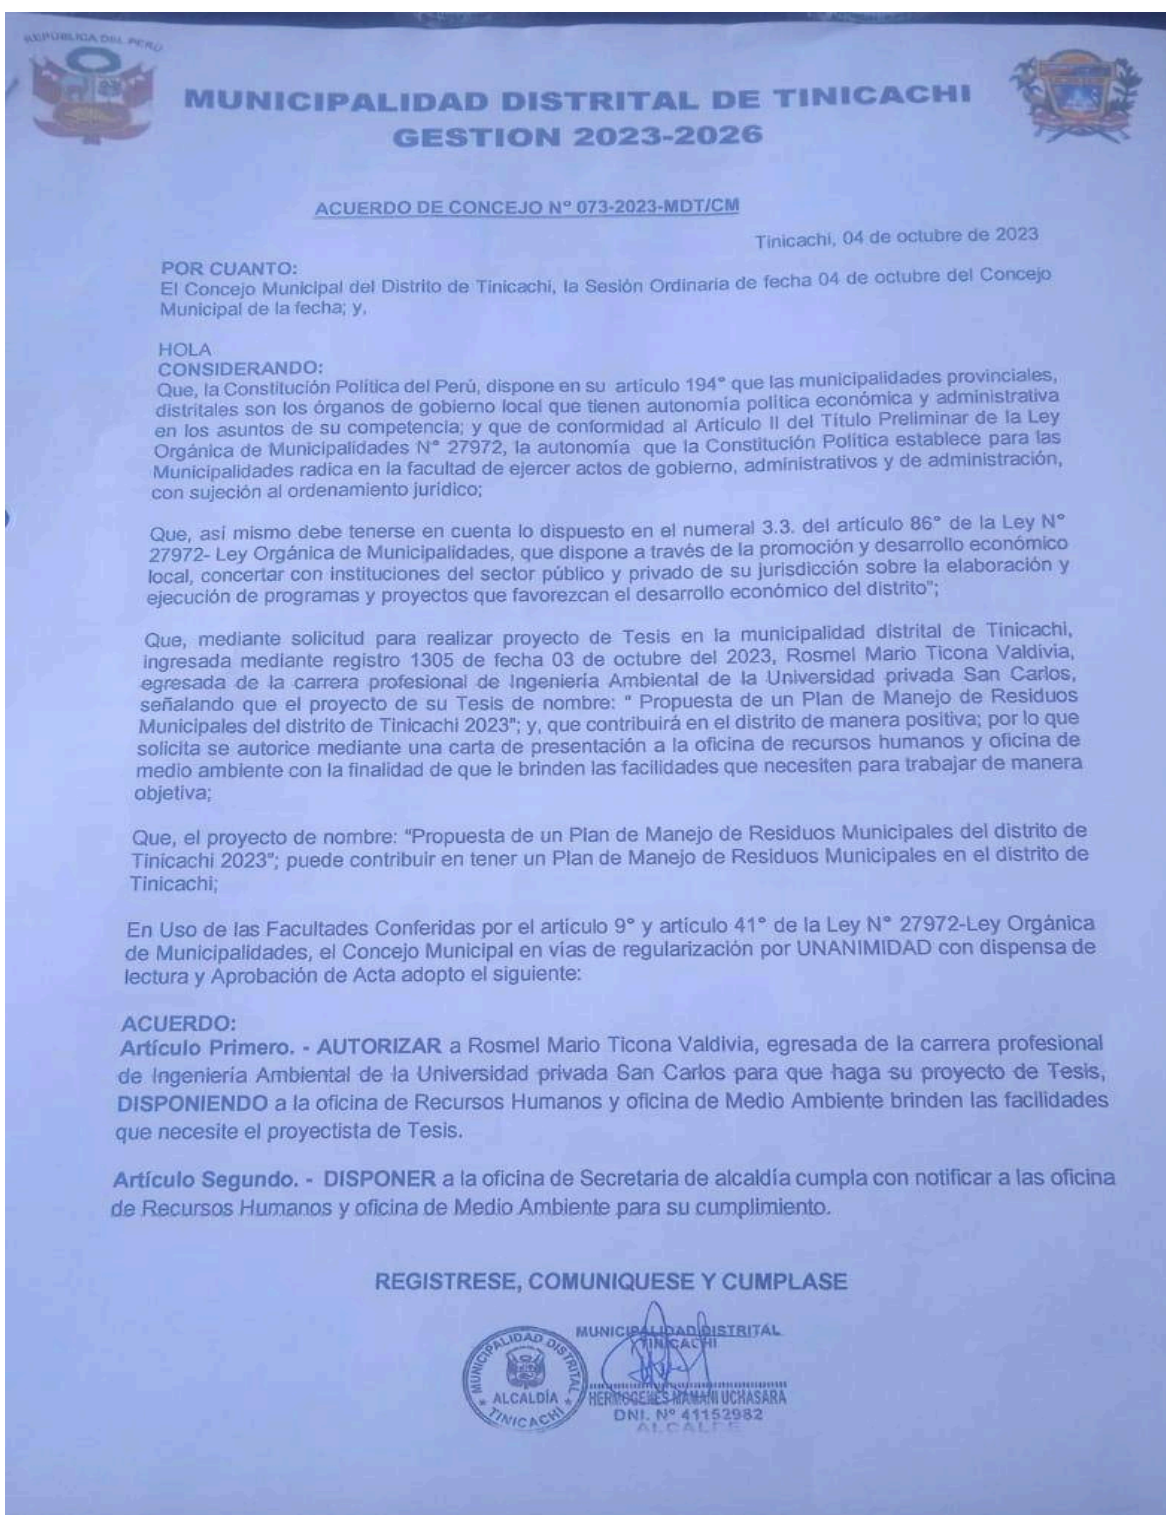 REPÚBLICA DEL PERÚ
MUNICIPALIDAD DISTRITAL DE TINICACHI
GESTION 2023-2026
ACUERDO DE CONCEJO Nº 073-2023-MDT/CM
Tinicachi, 04 de octubre de 2023
POR CUANTO:
El Concejo Municipal del Distrito de Tinicachi, la Sesión Ordinaria de fecha 04 de octubre del Concejo
Municipal de la fecha; y,
HOLA
CONSIDERANDO:
Que, la Constitución Política del Perú, dispone en su artículo 194° que las municipalidades provinciales,
distritales son los órganos de gobierno local que tienen autonomía política económica y administrativa
en los asuntos de su competencia; y que de conformidad al Articulo II del Título Preliminar de la Ley
Orgánica de Municipalidades N° 27972, la autonomía que la Constitución Política establece para las
Municipalidades radica en la facultad de ejercer actos de gobierno, administrativos y de administración,
con sujeción al ordenamiento jurídico;
Que, así mismo debe tenerse en cuenta lo dispuesto en el numeral 3.3. del artículo 86° de la Ley N°
27972- Ley Orgánica de Municipalidades, que dispone a través de la promoción y desarrollo económico
local, concertar con instituciones del sector público y privado de su jurisdicción sobre la elaboración y
ejecución de programas y proyectos que favorezcan el desarrollo económico del distrito";
Que, mediante solicitud para realizar proyecto de Tesis en la municipalidad distrital de Tinicachi,
ingresada mediante registro 1305 de fecha 03 de octubre del 2023, Rosmel Mario Ticona Valdivia,
egresada de la carrera profesional de Ingeniería Ambiental de la Universidad privada San Carlos,
señalando que el proyecto de su Tesis de nombre: " Propuesta de un Plan de Manejo de Residuos
Municipales del distrito de Tinicachi 2023"; y, que contribuirá en el distrito de manera positiva; por lo que
solicita se autorice mediante una carta de presentación a la oficina de recursos humanos y oficina de
medio ambiente con la finalidad de que le brinden las facilidades que necesiten para trabajar de manera
objetiva;
Que, el proyecto de nombre: "Propuesta de un Plan de Manejo de Residuos Municipales del distrito de
Tinicachi 2023"; puede contribuir en tener un Plan de Manejo de Residuos Municipales en el distrito de
Tinicachi;
En Uso de las Facultades Conferidas por el articulo 9° y artículo 41° de la Ley N° 27972-Ley Orgánica
de Municipalidades, el Concejo Municipal en vías de regularización por UNANIMIDAD con dispensa de
lectura y Aprobación de Acta adopto el siguiente:
ACUERDO:
Artículo Primero. - AUTORIZAR a Rosmel Mario Ticona Valdivia, egresada de la carrera profesional
de Ingeniería Ambiental de la Universidad privada San Carlos para que haga su proyecto de Tesis,
DISPONIENDO a la oficina de Recursos Humanos y oficina de Medio Ambiente brinden las facilidades
que necesite el proyectista de Tesis.
Artículo Segundo. - DISPONER a la oficina de Secretaria de alcaldía cumpla con notificar a las oficina
de Recursos Humanos y oficina de Medio Ambiente para su cumplimiento.
REGISTRESE, COMUNIQUESE Y CUMPLASE
MUNICIPALIDAD DISTRITAL
ALCALDÍA
TINICACHI
MUNICIPALIDAD DISTRITAL
TINICACHI
HERMOGENES MAMANI UCHASARA
DNI. Nº 41152982
ALCALDE